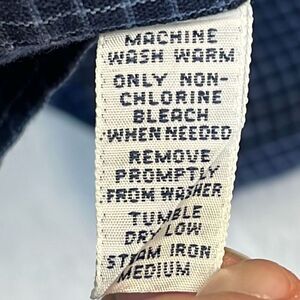 MACHINE
WASH WARM
ONLY NON-
CHLORINE
BLEACH
WHEN NEEDED
REMOVE
PROMPTLY
FROM WASHER
TUMBLE
DRY LOW
STEAM IRON
MEDIUM